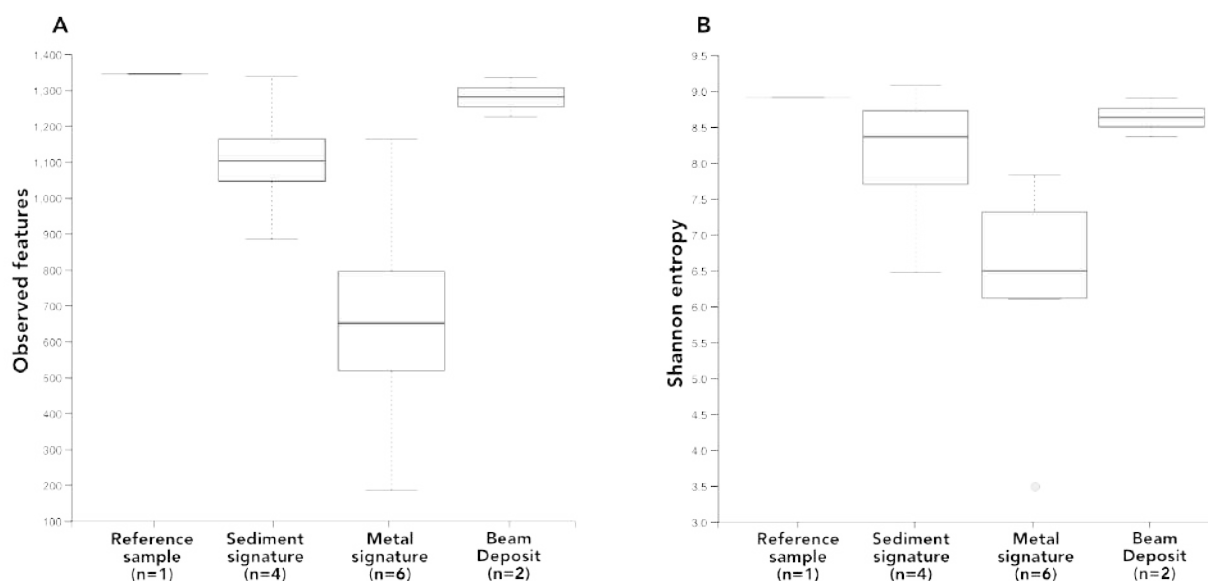 A
Observed features
1,400
1,300
1,200
1,100
1,000
900
800
700
600
500
400
300
200
100
Reference
sample
(n=1)
Sediment
signature
(n=4)
Metal
signature
(n=6)
Beam
Deposit
(n=2)
B
Shannon entropy
9.5
9.0
8.5
8.0
7.5
7.0
6.5
6.0
5.5
5.0
4.5
4.0
3.5
3.0
Reference
sample
(n=1)
Sediment
signature
(n=4)
Metal
signature
(n=6)
Beam
Deposit
(n=2)